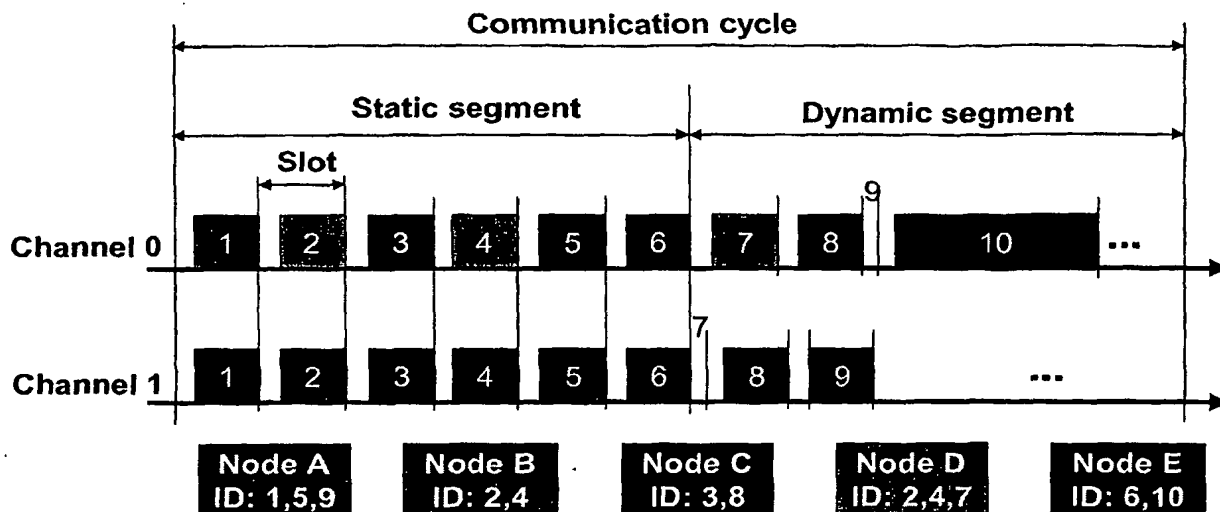 Communication cycle
Static segment
Dynamic segment
Slot
9
Channel 0
1 2 3 4 5 6 7 8 10 ...
7
Channel 1
1 2 3 4 5 6 8 9 ...
Node A
ID: 1,5,9
Node B
ID: 2,4
Node C
ID: 3,8
Node D
ID: 2,4,7
Node E
ID: 6,10